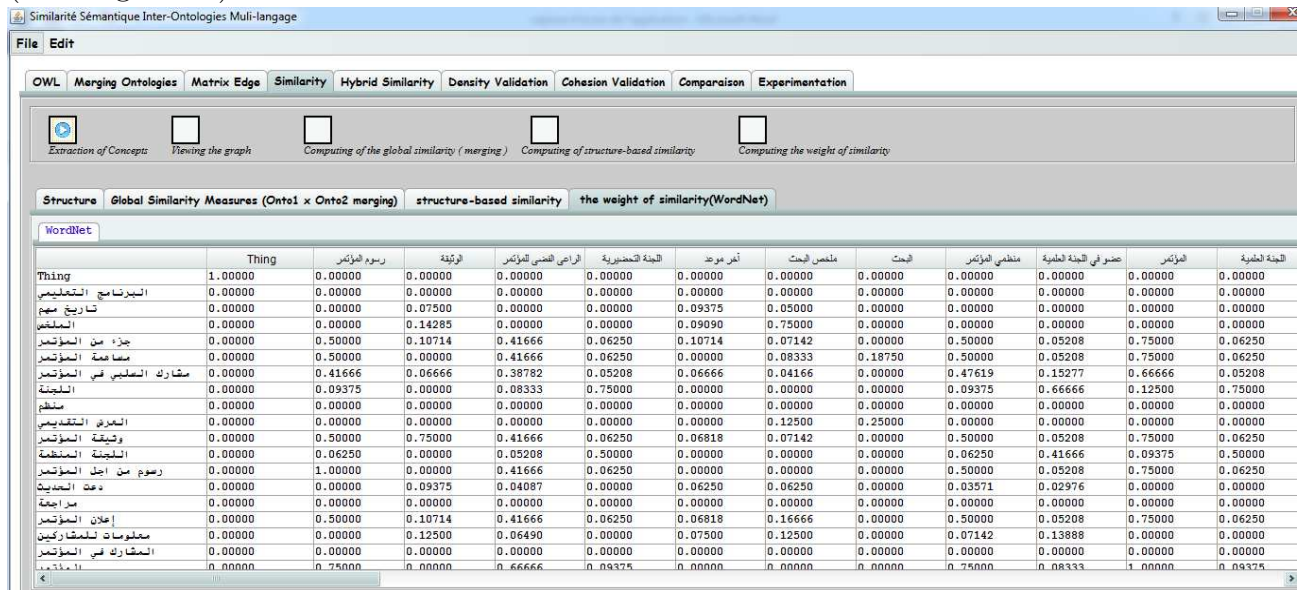 Similarité Sémantique Inter-Ontologies Muli-langage
File Edit
OWL Merging Ontologies Matrix Edge Similarity Hybrid Similarity Density Validation Cohesion Validation Comparaison Experimentation
Extraction of Concepts Viewing the graph Computing of the global similarity ( merging ) Computing of structure-based similarity Computing the weight of similarity
Structure Global Similarity Measures (Onto1 x Onto2 merging) structure-based similarity the weight of similarity(WordNet)
WordNet
Thing رسوم المؤتمر الوثيقة الراعي الفضي للمؤتمر اللجنة التحضيرية آخر موعد ملخص البحث البحث منظمي المؤتمر عضو في اللجنة العلمية المؤتمر اللجنة العلمية
Thing 1.00000 0.00000 0.00000 0.00000 0.00000 0.00000 0.00000 0.00000 0.00000 0.00000 0.00000 0.00000
البرنامج التعليمي 0.00000 0.00000 0.00000 0.00000 0.00000 0.00000 0.00000 0.00000 0.00000 0.00000 0.00000 0.00000
تاريخ مهم 0.00000 0.00000 0.07500 0.00000 0.00000 0.09375 0.05000 0.00000 0.00000 0.00000 0.00000 0.00000
الملخص 0.00000 0.00000 0.14285 0.00000 0.00000 0.09090 0.75000 0.00000 0.00000 0.00000 0.00000 0.00000
جزء من المؤتمر 0.00000 0.50000 0.10714 0.41666 0.06250 0.10714 0.07142 0.00000 0.50000 0.05208 0.75000 0.06250
مساهمة المؤتمر 0.00000 0.50000 0.00000 0.41666 0.06250 0.00000 0.08333 0.18750 0.50000 0.05208 0.75000 0.06250
مشارك السلبي في المؤتمر 0.00000 0.41666 0.06666 0.38782 0.05208 0.06666 0.04166 0.00000 0.47619 0.15277 0.66666 0.05208
اللجنة 0.00000 0.09375 0.00000 0.08333 0.75000 0.00000 0.00000 0.00000 0.09375 0.66666 0.12500 0.75000
منظم 0.00000 0.00000 0.00000 0.00000 0.00000 0.00000 0.00000 0.00000 0.00000 0.00000 0.00000 0.00000
العرض التقديمي 0.00000 0.00000 0.00000 0.00000 0.00000 0.00000 0.12500 0.25000 0.00000 0.00000 0.00000 0.00000
وثيقة المؤتمر 0.00000 0.50000 0.75000 0.41666 0.06250 0.06818 0.07142 0.00000 0.50000 0.05208 0.75000 0.06250
اللجنة المنظمة 0.00000 0.06250 0.00000 0.05208 0.50000 0.00000 0.00000 0.00000 0.06250 0.41666 0.09375 0.50000
رسوم من اجل المؤتمر 0.00000 1.00000 0.00000 0.41666 0.06250 0.00000 0.00000 0.00000 0.50000 0.05208 0.75000 0.06250
دعت الحديث 0.00000 0.00000 0.09375 0.04087 0.00000 0.06250 0.06250 0.00000 0.03571 0.02976 0.00000 0.00000
مراجعة 0.00000 0.00000 0.00000 0.00000 0.00000 0.00000 0.00000 0.00000 0.00000 0.00000 0.00000 0.00000
إعلان المؤتمر 0.00000 0.50000 0.10714 0.41666 0.06250 0.06818 0.16666 0.00000 0.50000 0.05208 0.75000 0.06250
معلومات للمشاركين 0.00000 0.00000 0.12500 0.06490 0.00000 0.07500 0.12500 0.00000 0.07142 0.13888 0.00000 0.00000
المشارك في المؤتمر 0.00000 0.00000 0.00000 0.00000 0.00000 0.00000 0.00000 0.00000 0.00000 0.00000 0.00000 0.00000
المؤتمر 0.00000 0.75000 0.00000 0.66666 0.09375 0.00000 0.00000 0.00000 0.75000 0.08333 1.00000 0.09375